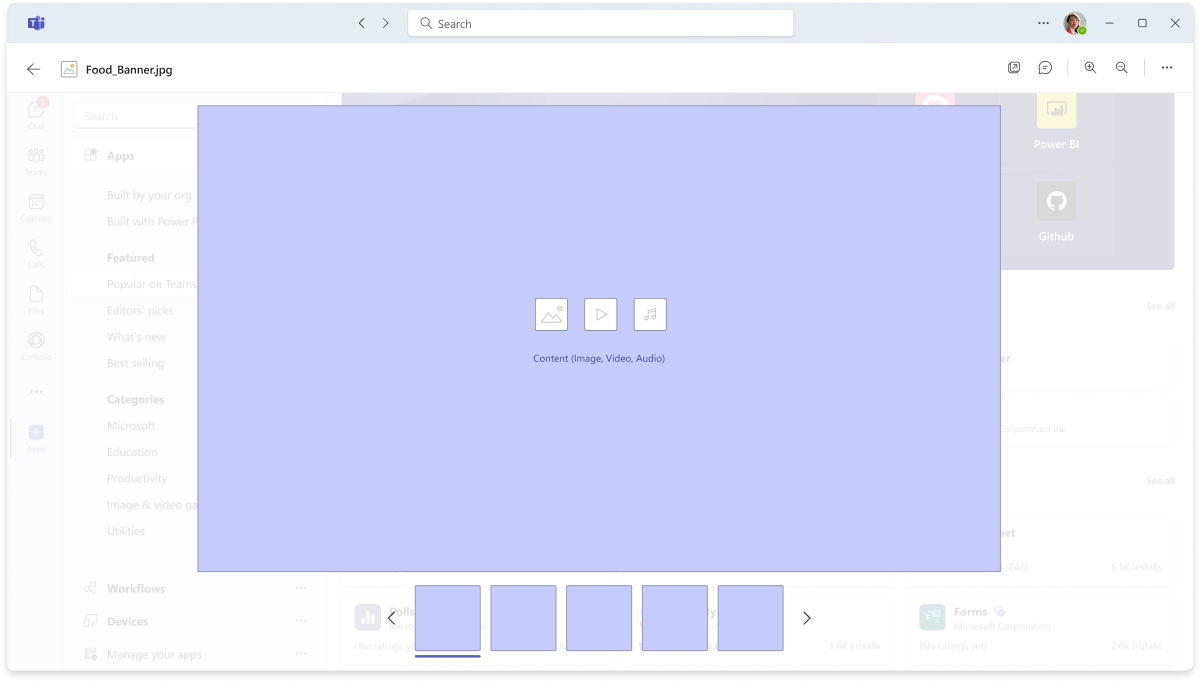 Search
Food_Banner.jpg
1
Chat
Teams
Calendar
Calls
Files
Contoso
Apps
Search
Apps
Built by your org
Built with Power P
Featured
Popular on Teams
Editors' picks
What's new
Best selling
Categories
Microsoft
Education
Productivity
Image & video ga
Utilities
Workflows
Devices
Manage your apps
Content (Image, Video, Audio)
Power BI
Github
See all
er
Corporation Inc.
See all
eet
(242)
5.1K Installs
Polls
Micro
(No ratings y
K
By
1.6K Installs
Forms
Microsoft Corporation
(No ratings yet)
2.6K Installs